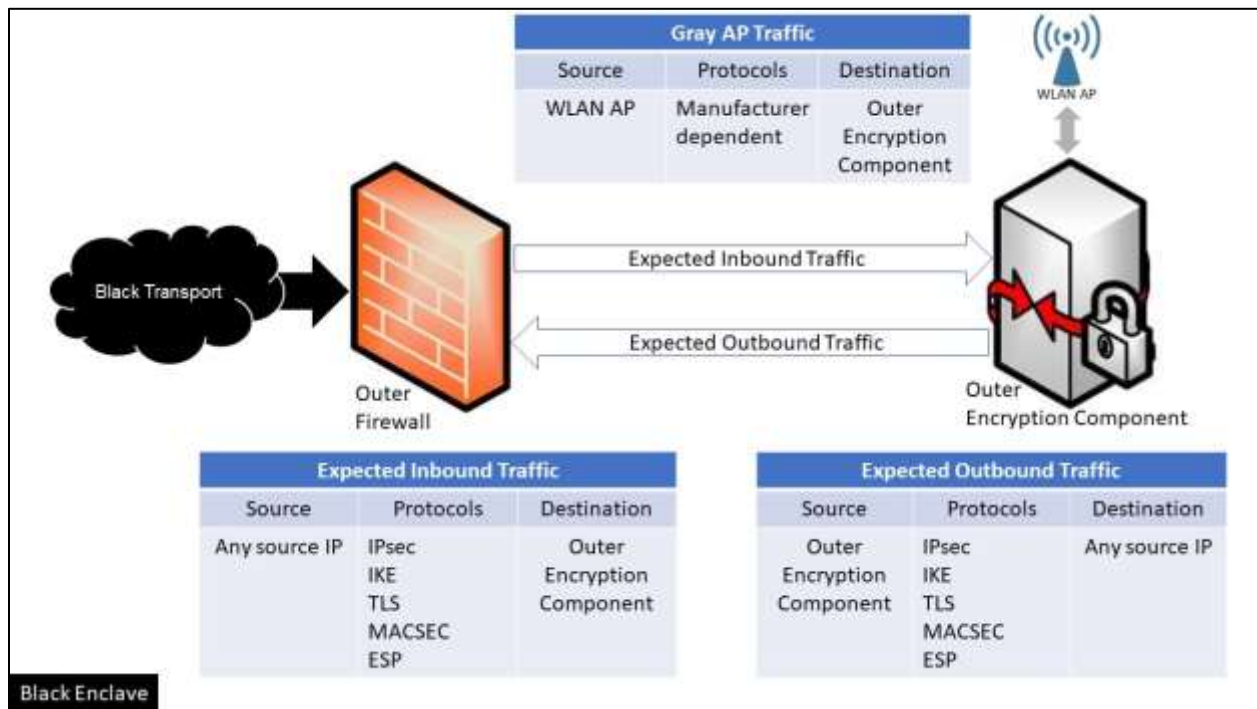 Gray AP Traffic
Source Protocols Destination
WLAN AP Manufacturer Outer
dependent Encryption
Component
WLAN AP
Black Transport
Expected Inbound Traffic
Expected Outbound Traffic
Outer
Firewall
Outer
Encryption Component
Expected Inbound Traffic
Source Protocols Destination
Any source IP IPsec Outer
IKE Encryption
TLS Component
MACSEC
ESP
Expected Outbound Traffic
Source Protocols Destination
Outer IPsec Any source IP
Encryption IKE
Component TLS
MACSEC
ESP
Black Enclave